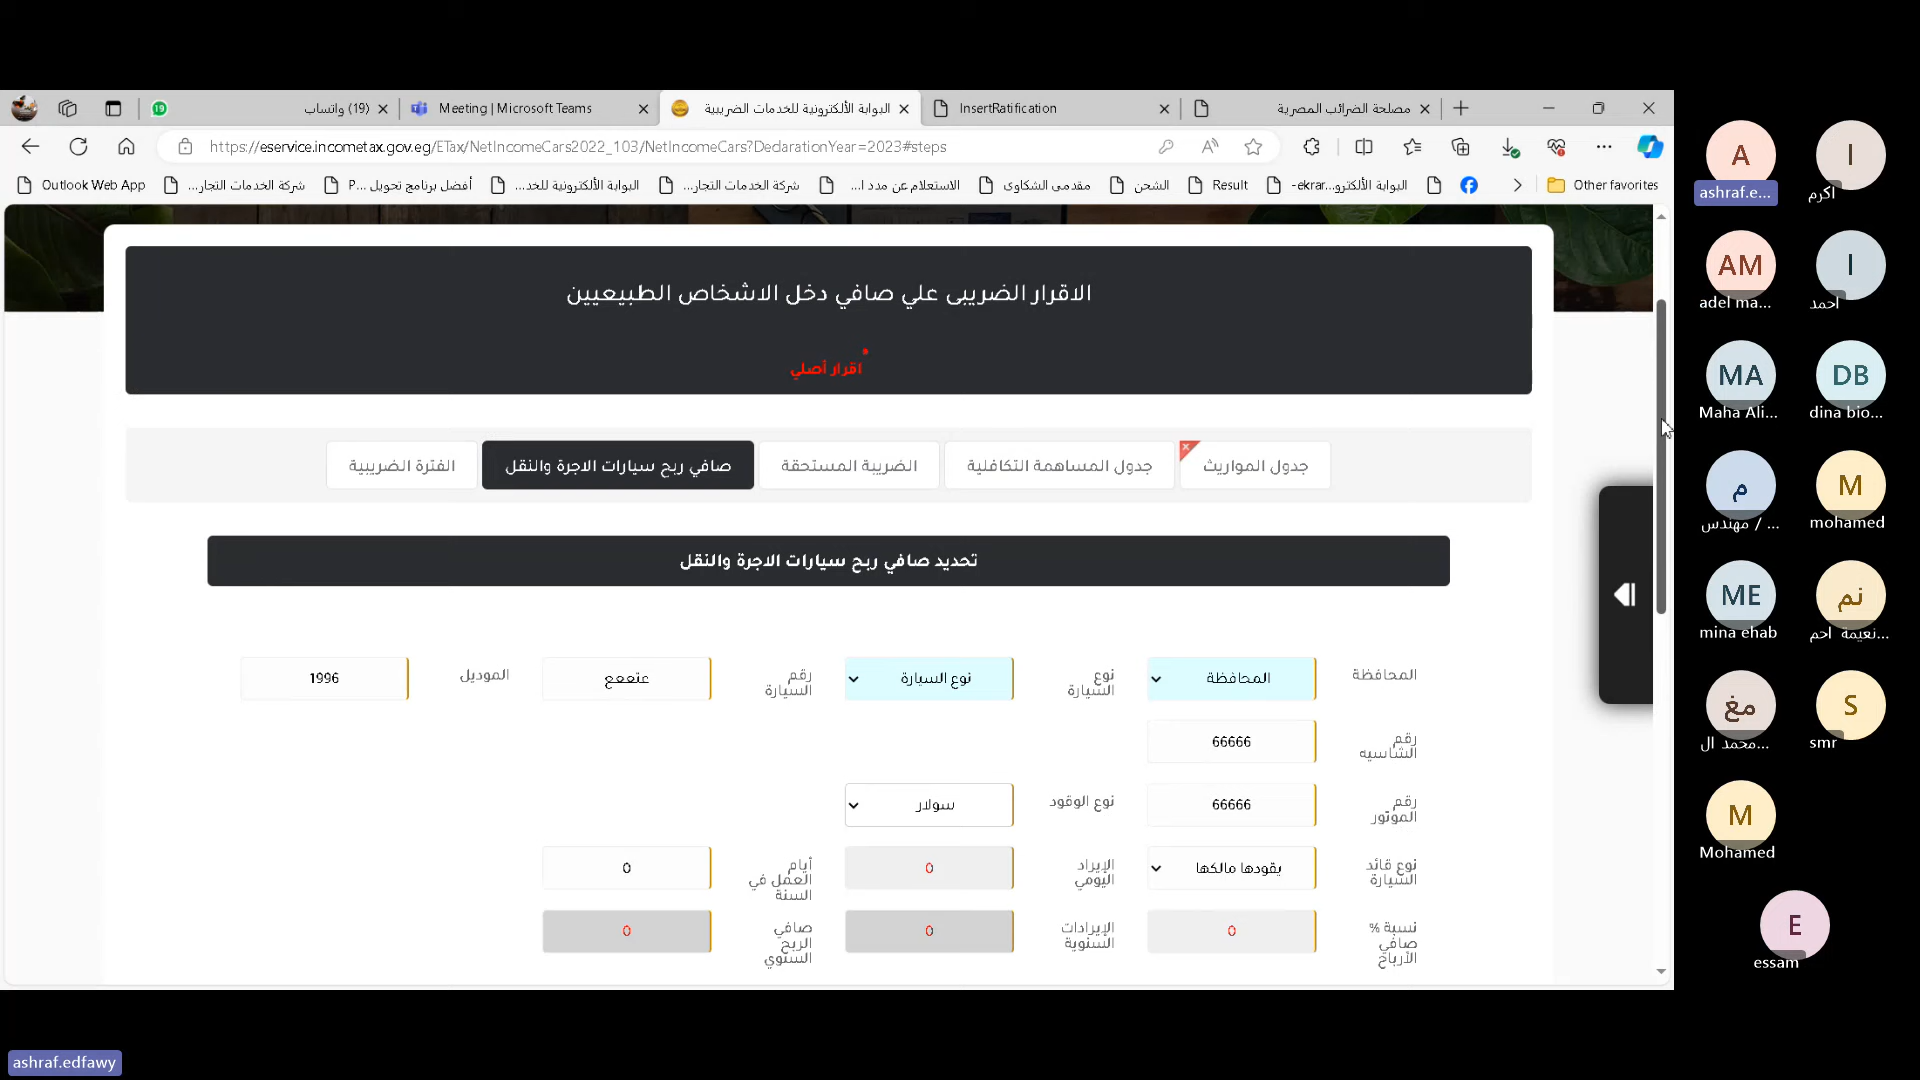 (19) واتساب
Meeting | Microsoft Teams
البوابة الألكترونية للخدمات الضريبية
InsertRatification
مصلحة الضرائب المصرية
https://eservice.incometax.gov.eg/ETax/NetIncomeCars2022_103/NetIncomeCars?DeclarationYear=2023#steps
Outlook Web App
شركة الخدمات التجار...
أفضل برنامج تحويل P...
البوابة الألكترونية للخد...
شركة الخدمات التجار...
الاستعلام عن مدد ا...
مقدمى الشكاوى
الشحن
Result
البوابة الألكترو...ekrar-
Other favorites
الاقرار الضريبى علي صافي دخل الاشخاص الطبيعيين
اقرار أصلي
جدول المواريث
جدول المساهمة التكافلية
الضريبة المستحقة
صافي ربح سيارات الاجرة والنقل
الفترة الضريبية
تحديد صافي ربح سيارات الاجرة والنقل
المحافظة
المحافظة
نوع السيارة
نوع السيارة
رقم السيارة
عتععع
الموديل
1996
رقم الشاسيه
66666
رقم الموتور
66666
نوع الوقود
سولار
نوع قائد السيارة
يقودها مالكها
الإيراد اليومي
0
أيام العمل في السنة
0
نسبة % صافي الأرباح
0
الإيرادات السنوية
0
صافي الربح السنوي
0
A
ashraf.e...
I
اكرم
AM
adel ma...
I
احمد
MA
Maha Ali...
DB
dina bio...
م
مهندس / ...
M
mohamed
ME
mina ehab
نم
نعيمة احم...
مغ
محمد ال...
S
smr
M
Mohamed
E
essam
ashraf.edfawy